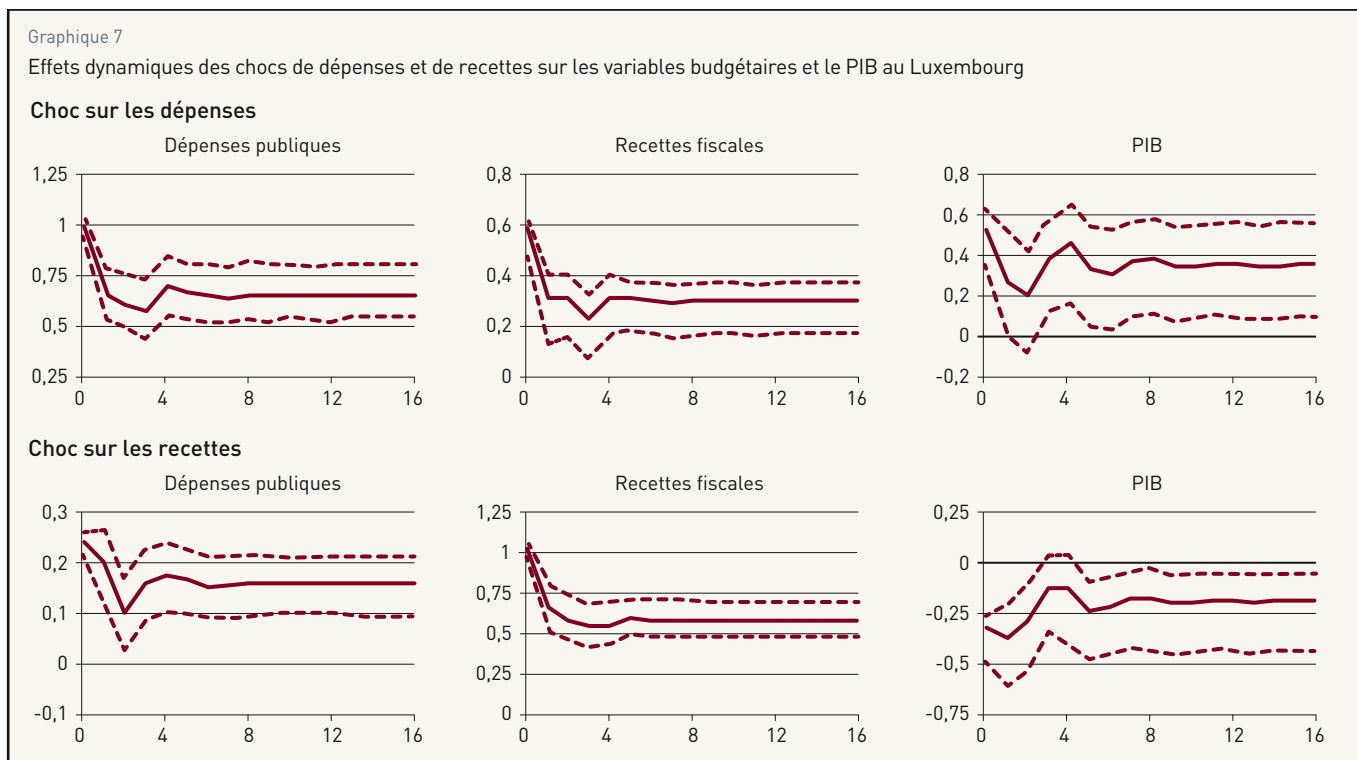 Graphique 7
Effets dynamiques des chocs de dépenses et de recettes sur les variables budgétaires et le PIB au Luxembourg
Choc sur les dépenses
Dépenses publiques
1,25
1
0,75
0,5
0,25
0 4 8 12 16
Recettes fiscales
0,8
0,6
0,4
0,2
0
0 4 8 12 16
PIB
0,8
0,6
0,4
0,2
0
-0,2
0 4 8 12 16
Choc sur les recettes
Dépenses publiques
0,3
0,2
0,1
0
-0,1
0 4 8 12 16
Recettes fiscales
1,25
1
0,75
0,5
0,25
0
0 4 8 12 16
PIB
0,25
0
-0,25
-0,5
-0,75
0 4 8 12 16